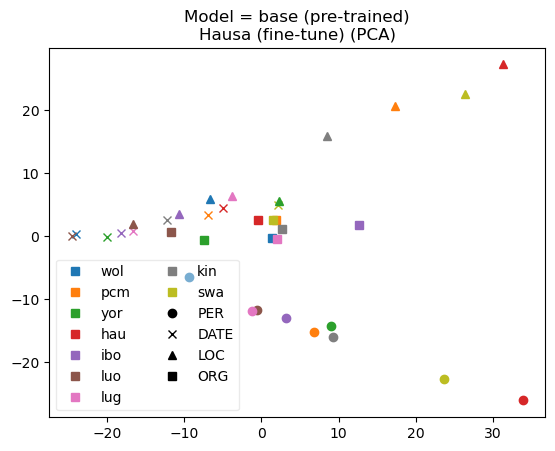 Model = base (pre-trained)
Hausa (fine-tune) (PCA)
20
10
0
−10
−20
wol
pcm
yor
hau
ibo
luo
lug
kin
swa
PER
DATE
LOC
ORG
−20 −10 0 10 20 30